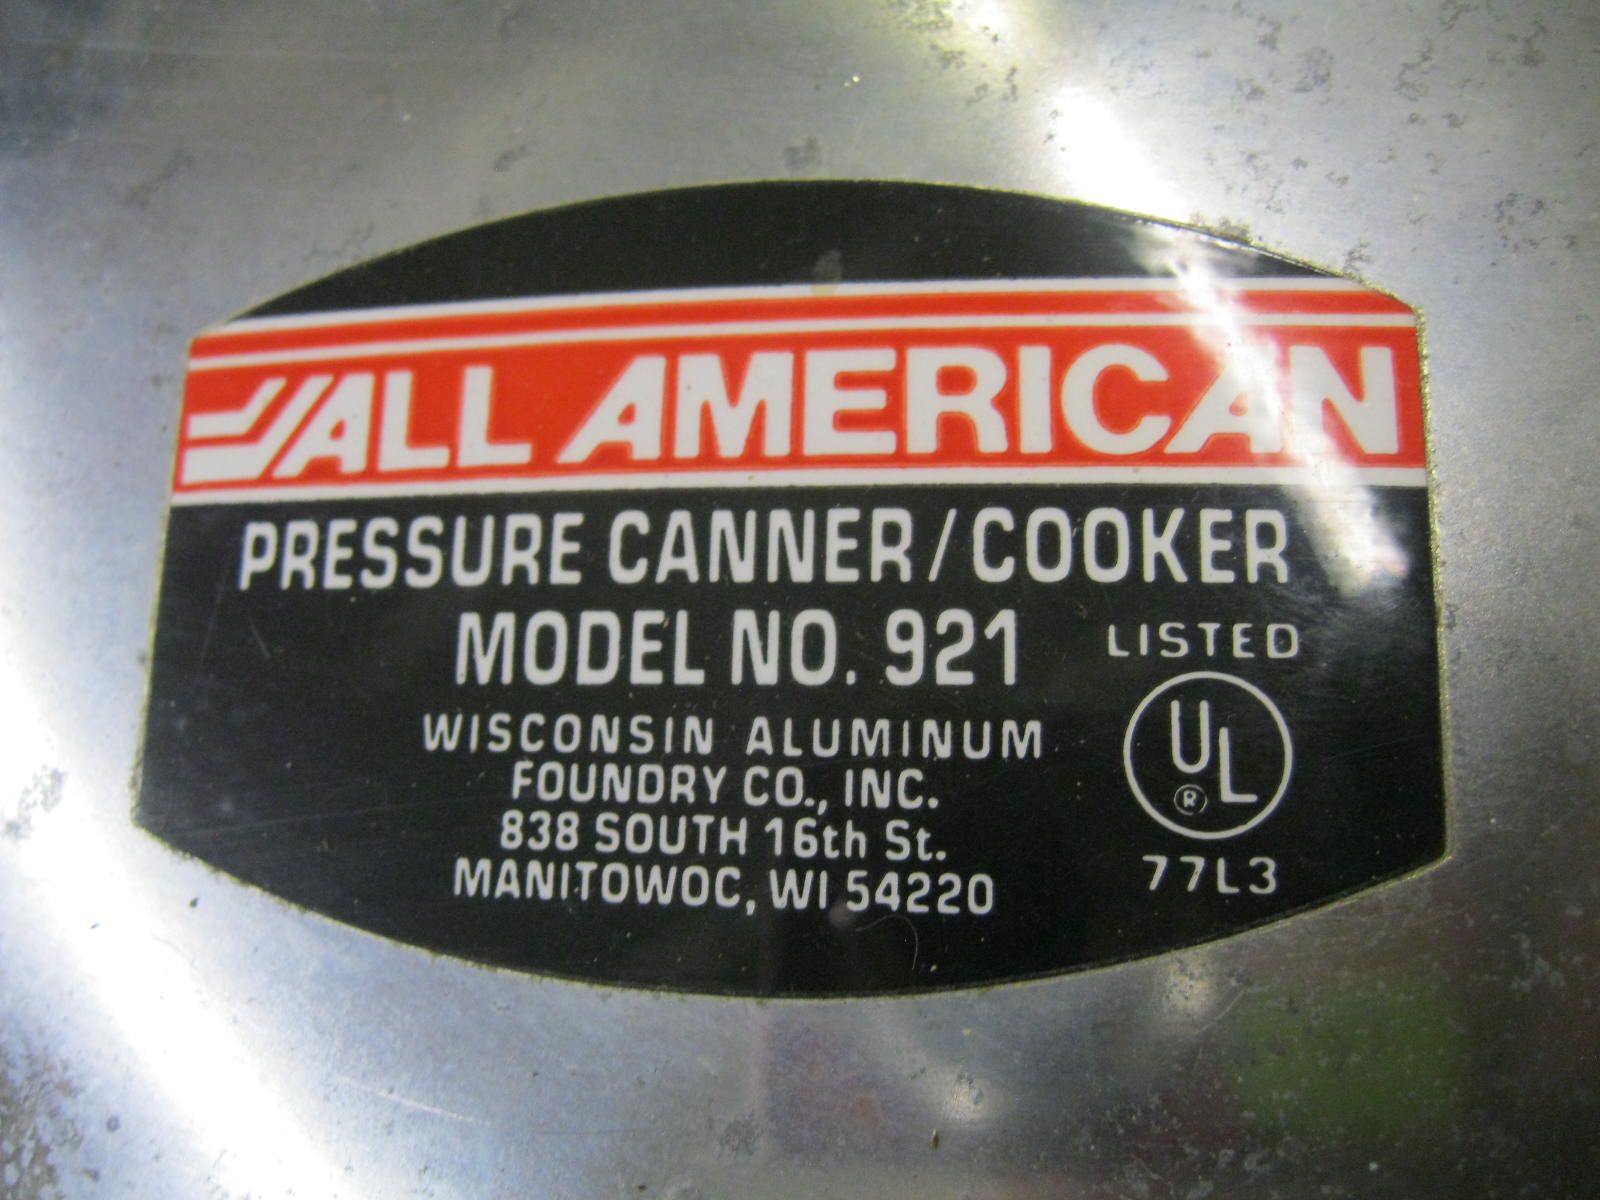 ALL AMERICAN
PRESSURE CANNER/COOKER
MODEL NO. 921
LISTED
UL
®
77L3
WISCONSIN ALUMINUM
FOUNDRY CO., INC.
838 SOUTH 16th St.
MANITOWOC, WI 54220